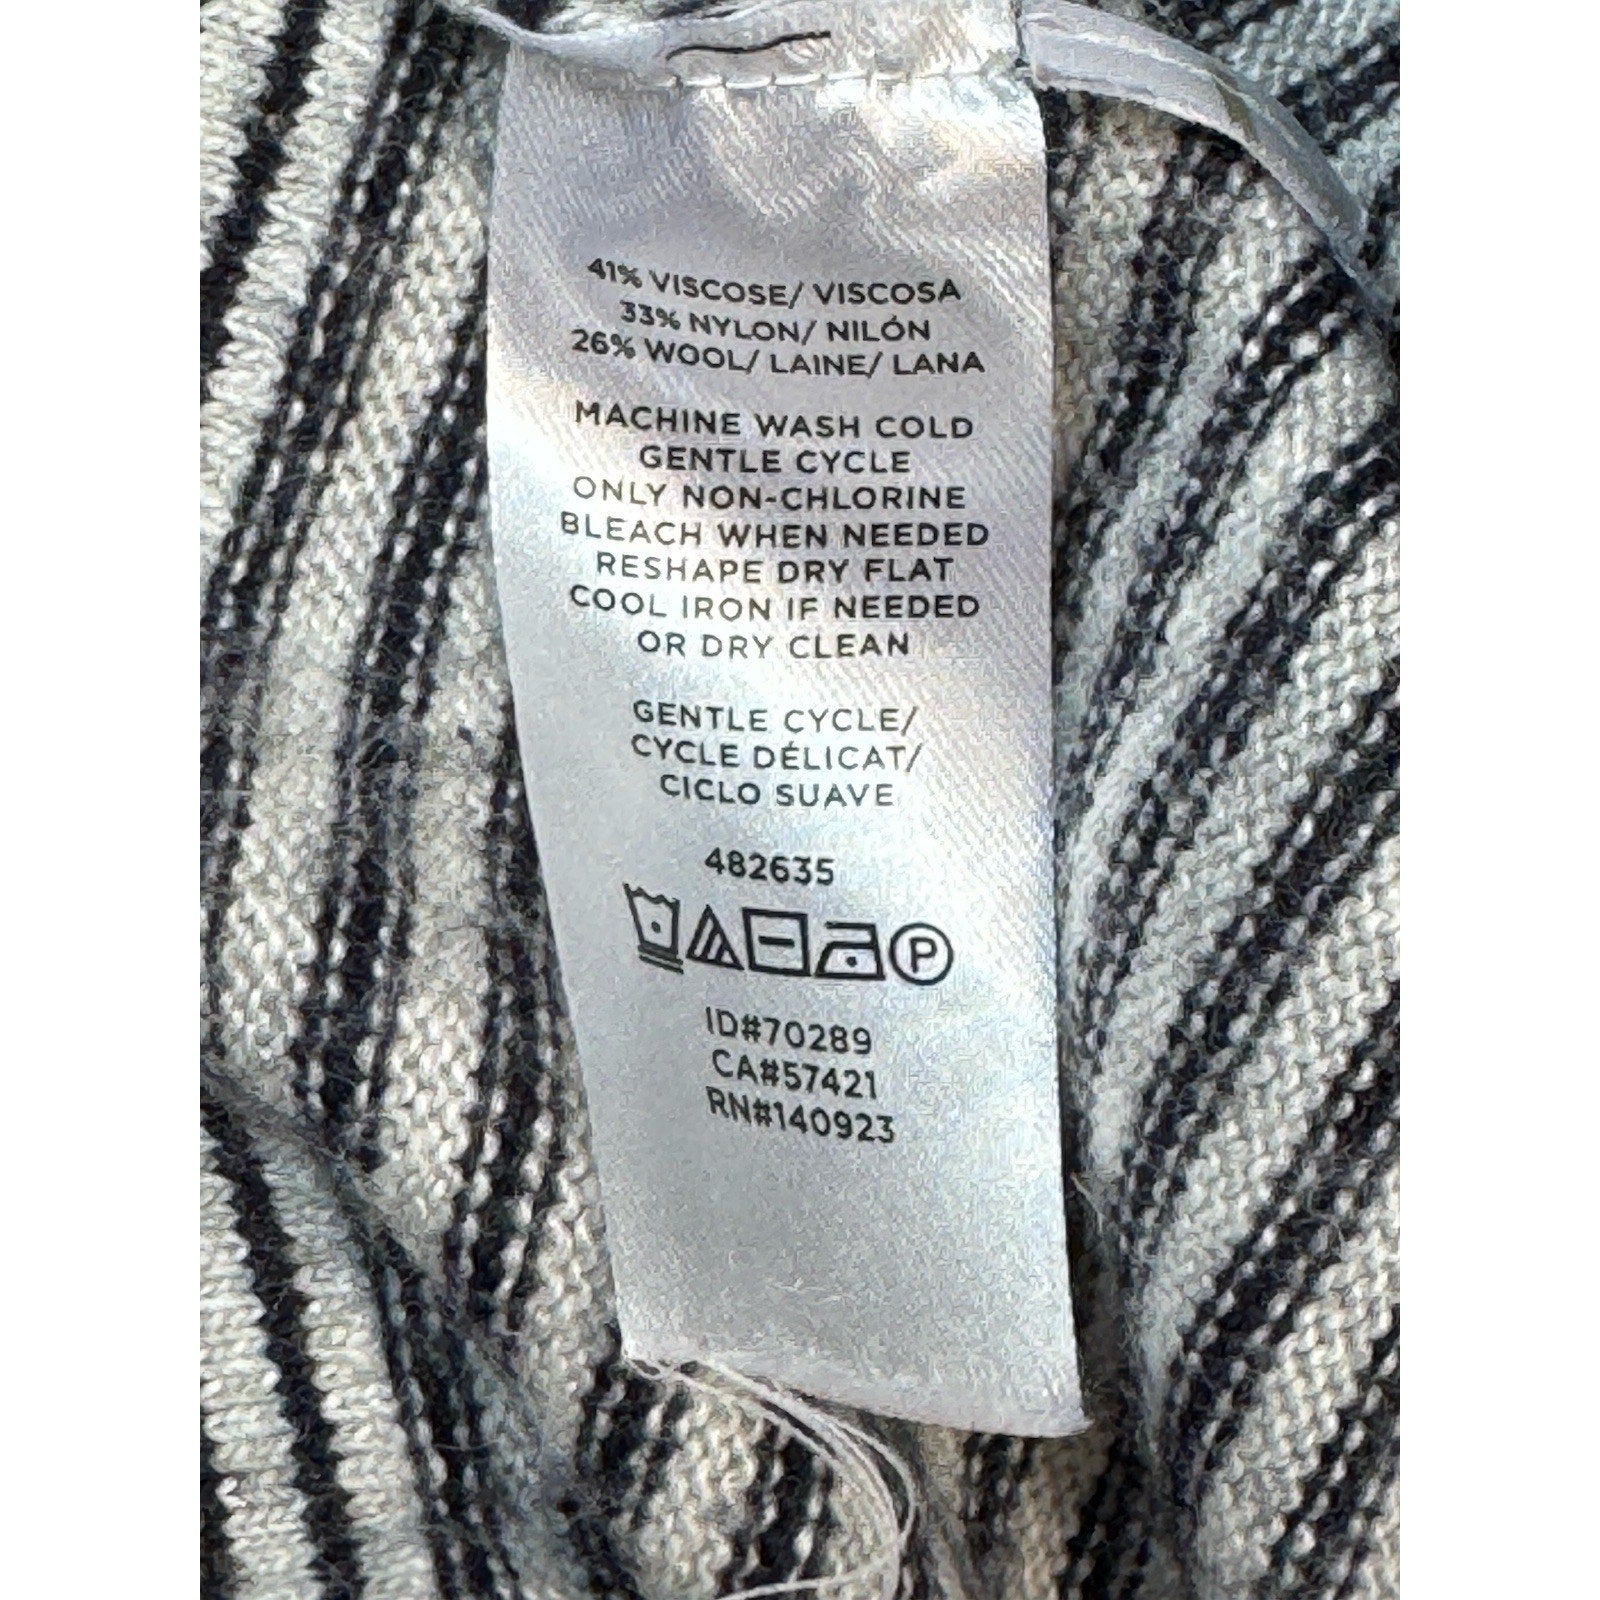 41% VISCOSE/ VISCOSA
33% NYLON/ NILÓN
26% WOOL/ LAINE/ LANA
MACHINE WASH COLD
GENTLE CYCLE
ONLY NON-CHLORINE
BLEACH WHEN NEEDED
RESHAPE DRY FLAT
COOL IRON IF NEEDED
OR DRY CLEAN
GENTLE CYCLE/
CYCLE DÉLICAT/
CICLO SUAVE
482635
P
ID#70289
CA#57421
RN#140923